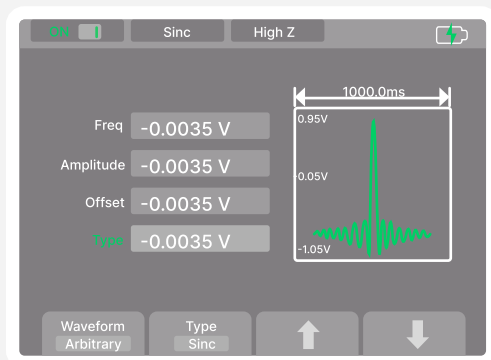 ON
Sinc
High Z
1000.0ms
Freq -0.0035 V
Amplitude -0.0035 V
Offset -0.0035 V
Type -0.0035 V
0.95V
-0.05V
-1.05V
Waveform
Arbitrary
Type
Sinc